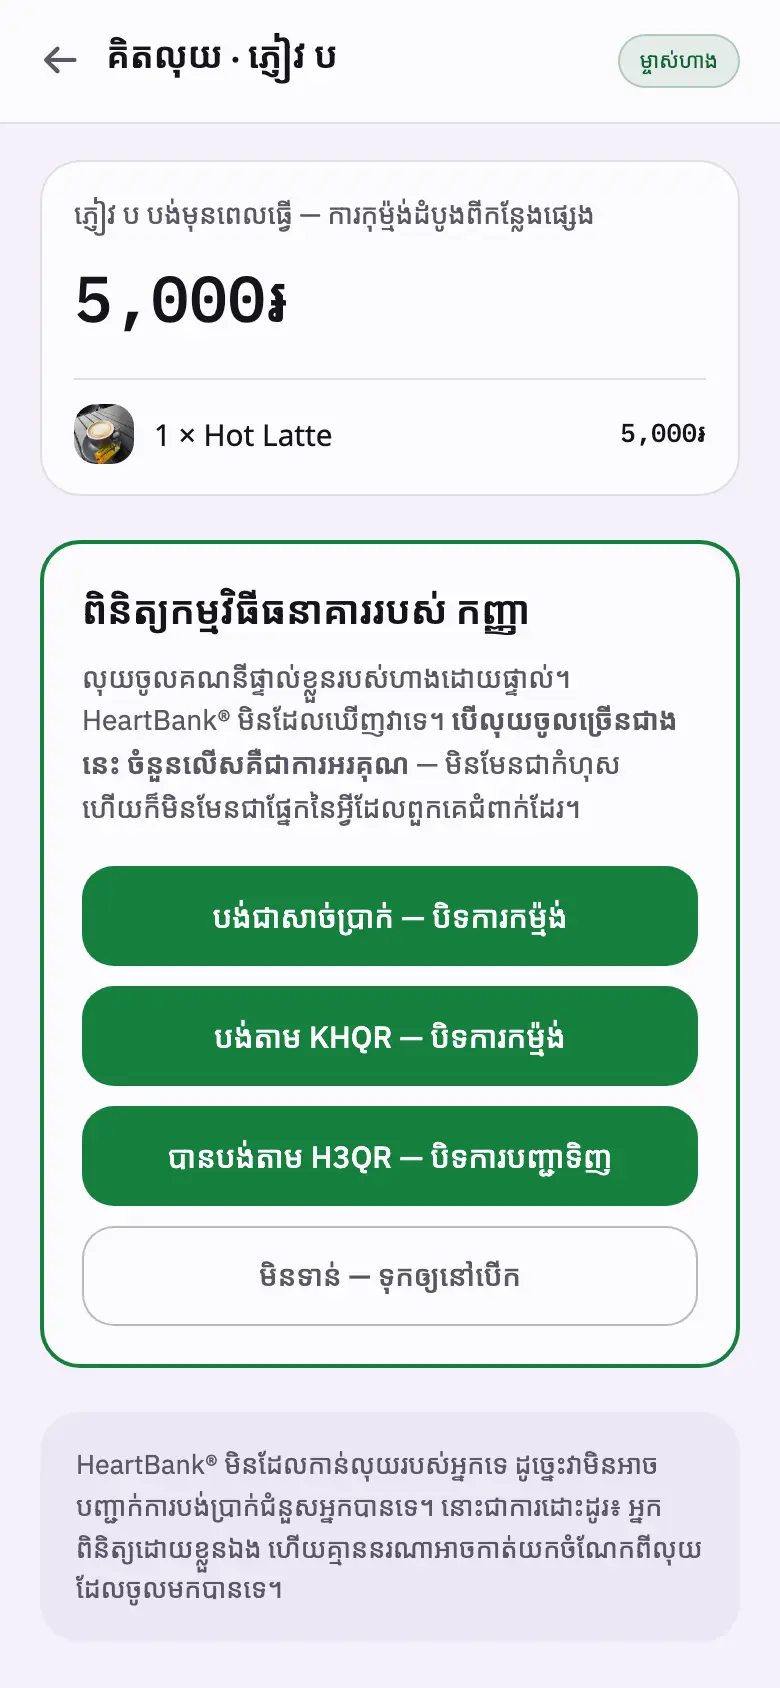 គិតលុយ · ភ្ញៀវ ប
ម្ចាស់ហាង
ភ្ញៀវ ប បង់មុនពេលធ្វើ — ការកុម្ម៉ង់ដំបូងពីកន្លែងផ្សេង
5,000៛
1 × Hot Latte
5,000៛
ពិនិត្យកម្មវិធីធនាគាររបស់ កញ្ញា
លុយចូលគណនីផ្ទាល់ខ្លួនរបស់ហាងដោយផ្ទាល់។
HeartBank® មិនដែលឃើញវាទេ។ បើលុយចូលច្រើនជាង
នេះ ចំនួនលើសគឺជាការអរគុណ — មិនមែនជាកំហុស
ហើយក៏មិនមែនជាផ្នែកនៃអ្វីដែលពួកគេជំពាក់ដែរ។
បង់ជាសាច់ប្រាក់ — បិទការកម្ម៉ង់
បង់តាម KHQR — បិទការកម្ម៉ង់
បានបង់តាម H3QR — បិទការបញ្ជាទិញ
មិនទាន់ — ទុកឲ្យនៅបើក
HeartBank® មិនដែលកាន់លុយរបស់អ្នកទេ ដូច្នេះវាមិនអាច
បញ្ជាក់ការបង់ប្រាក់ជំនួសអ្នកបានទេ។ នោះជាការដោះដូរ៖ អ្នក
ពិនិត្យដោយខ្លួនឯង ហើយគ្មាននរណាអាចកាត់យកចំណែកពីលុយ
ដែលចូលមកបានទេ។